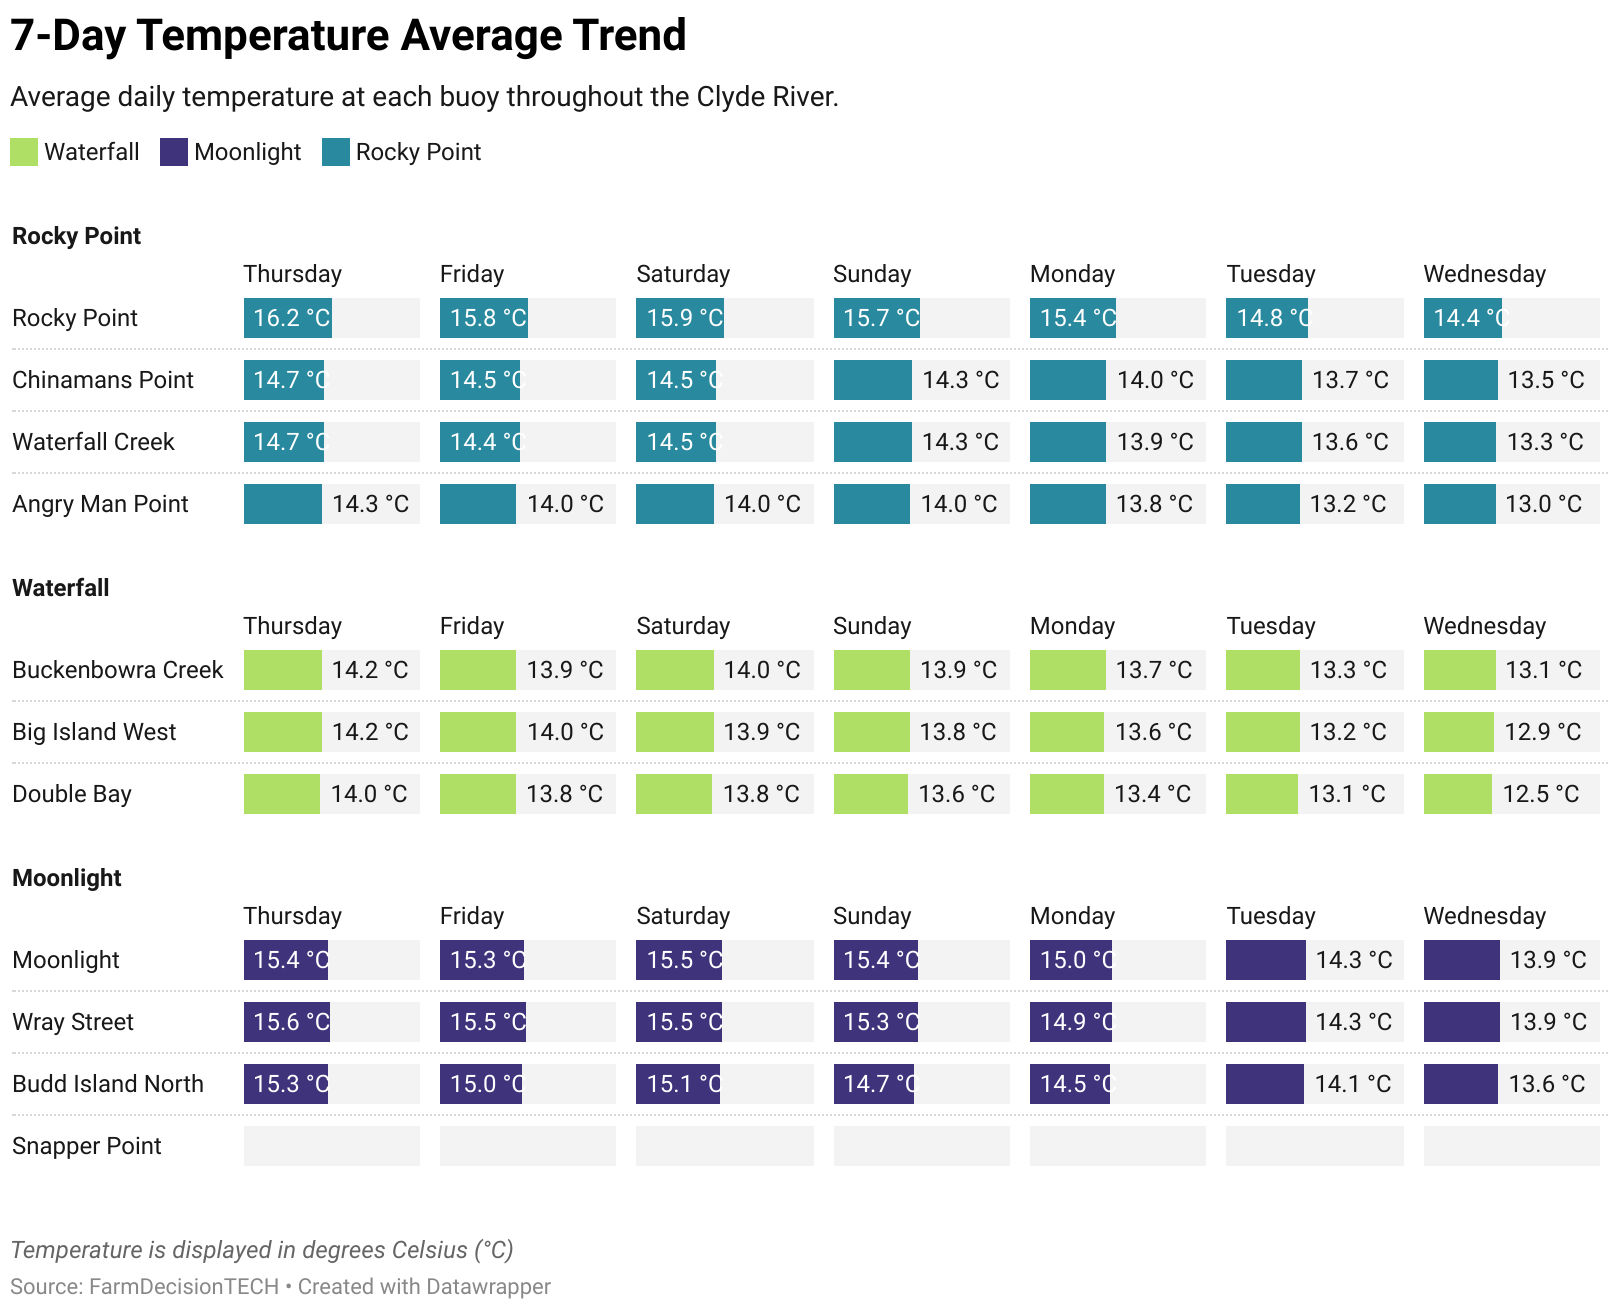 7-Day Temperature Average Trend
Average daily temperature at each buoy throughout the Clyde River.
Waterfall Moonlight Rocky Point
Rocky Point
Thursday Friday Saturday Sunday Monday Tuesday Wednesday
Rocky Point 16.2 °C 15.8 °C 15.9 °C 15.7 °C 15.4 °C 14.8 °C 14.4 °C
Chinamans Point 14.7 °C 14.5 °C 14.5 °C 14.3 °C 14.0 °C 13.7 °C 13.5 °C
Waterfall Creek 14.7 °C 14.4 °C 14.5 °C 14.3 °C 13.9 °C 13.6 °C 13.3 °C
Angry Man Point 14.3 °C 14.0 °C 14.0 °C 14.0 °C 13.8 °C 13.2 °C 13.0 °C
Waterfall
Thursday Friday Saturday Sunday Monday Tuesday Wednesday
Buckenbowra Creek 14.2 °C 13.9 °C 14.0 °C 13.9 °C 13.7 °C 13.3 °C 13.1 °C
Big Island West 14.2 °C 14.0 °C 13.9 °C 13.8 °C 13.6 °C 13.2 °C 12.9 °C
Double Bay 14.0 °C 13.8 °C 13.8 °C 13.6 °C 13.4 °C 13.1 °C 12.5 °C
Moonlight
Thursday Friday Saturday Sunday Monday Tuesday Wednesday
Moonlight 15.4 °C 15.3 °C 15.5 °C 15.4 °C 15.0 °C 14.3 °C 13.9 °C
Wray Street 15.6 °C 15.5 °C 15.5 °C 15.3 °C 14.9 °C 14.3 °C 13.9 °C
Budd Island North 15.3 °C 15.0 °C 15.1 °C 14.7 °C 14.5 °C 14.1 °C 13.6 °C
Snapper Point
Temperature is displayed in degrees Celsius (°C)
Source: FarmDecisionTECH • Created with Datawrapper